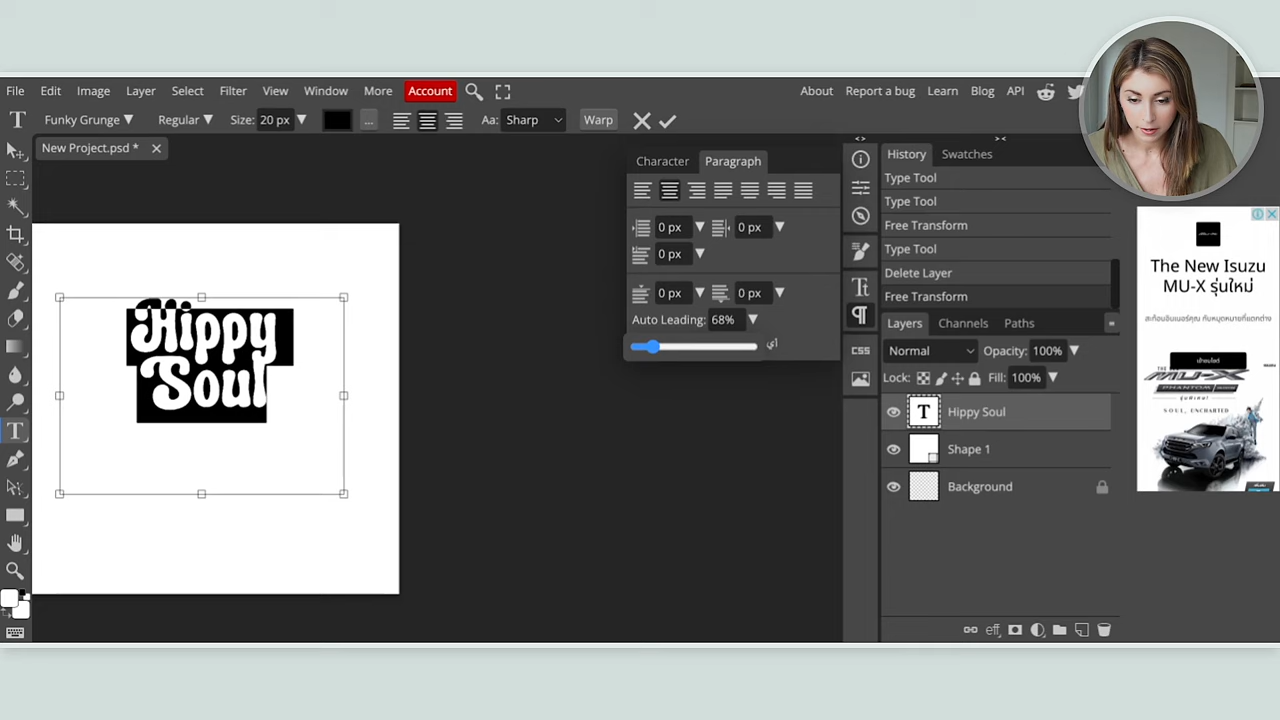 File Edit Image Layer Select Filter View Window More Account
About Report a bug Learn Blog API
T Funky Grunge Regular Size: 20 px ... Aa: Sharp Warp
New Project.psd *
Hippy
Soul
Character Paragraph
0 px 0 px
0 px
0 px 0 px
Auto Leading: 68%
CSS
History Swatches
Type Tool
Type Tool
Free Transform
Type Tool
Delete Layer
Free Transform
Layers Channels Paths
Normal Opacity: 100%
Lock: Fill: 100%
T Hippy Soul
Shape 1
Background
eff
The New Isuzu
MU-X รุ่นใหม่
MU-X
PHANTOM
SOUL, UNCHARTED